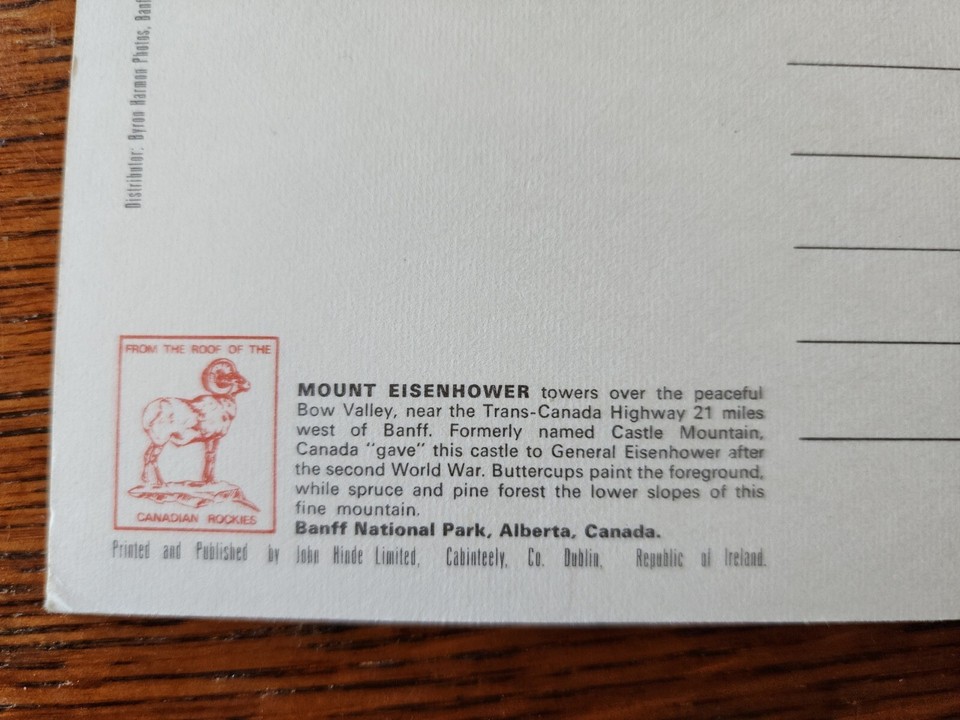 Distributor: Byron Harmon Photos,
FROM THE ROOF OF THE
CANADIAN ROCKIES
MOUNT EISENHOWER towers over the peaceful
Bow Valley, near the Trans-Canada Highway 21 miles
west of Banff. Formerly named Castle Mountain,
Canada "gave" this castle to General Eisenhower after
the second World War. Buttercups paint the foreground,
while spruce and pine forest the lower slopes of this
fine mountain.
Banff National Park, Alberta, Canada.
Printed and Published by John Hinde Limited, Cabinteely, Co. Dublin, Republic of Ireland.